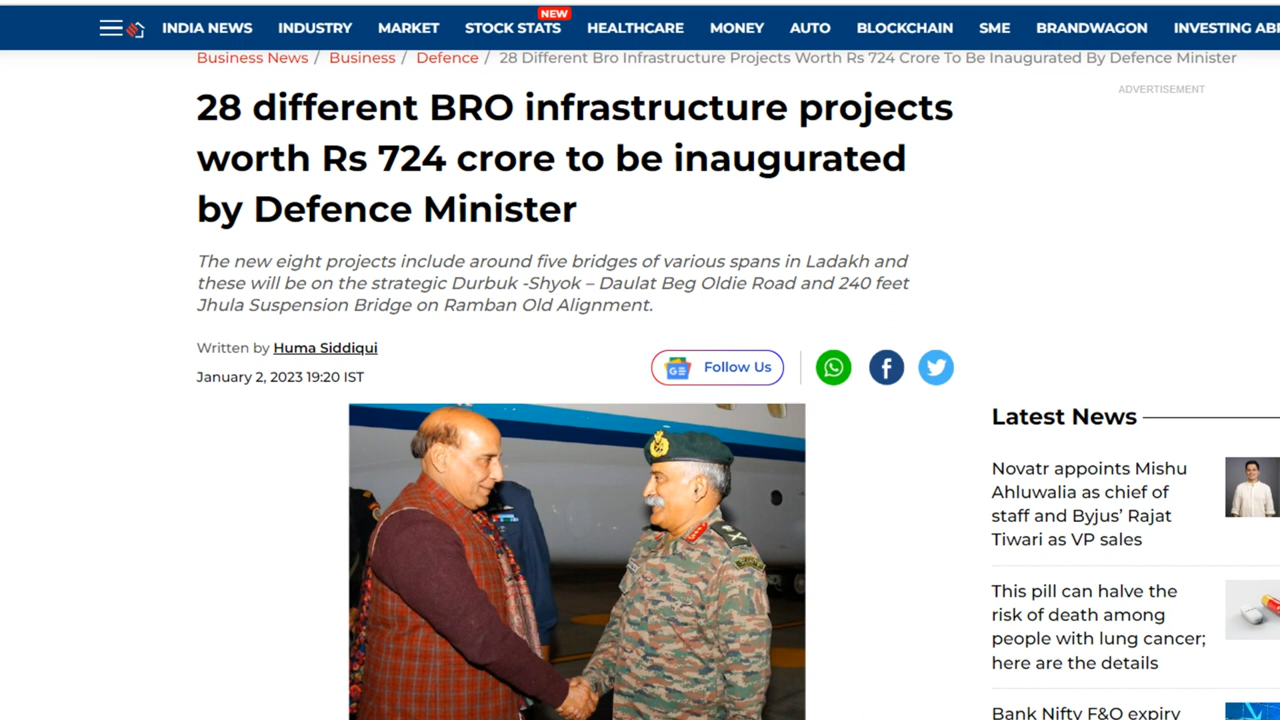 NEW
INDIA NEWS INDUSTRY MARKET STOCK STATS HEALTHCARE MONEY AUTO BLOCKCHAIN SME BRANDWAGON INVESTING AB
Business News / Business / Defence / 28 Different Bro Infrastructure Projects Worth Rs 724 Crore To Be Inaugurated By Defence Minister
ADVERTISEMENT
28 different BRO infrastructure projects
worth Rs 724 crore to be inaugurated
by Defence Minister
The new eight projects include around five bridges of various spans in Ladakh and
these will be on the strategic Durbuk -Shyok – Daulat Beg Oldie Road and 240 feet
Jhula Suspension Bridge on Ramban Old Alignment.
Written by Huma Siddiqui
January 2, 2023 19:20 IST
GE Follow Us
Latest News
Novatr appoints Mishu
Ahluwalia as chief of
staff and Byjus’ Rajat
Tiwari as VP sales
This pill can halve the
risk of death among
people with lung cancer;
here are the details
Bank Nifty F&O expiry